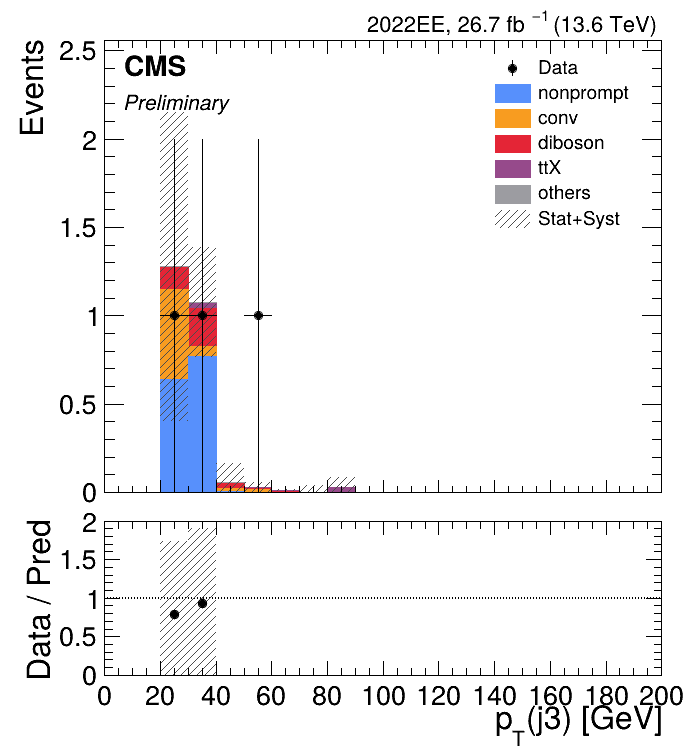 2022EE, 26.7 fb⁻¹ (13.6 TeV)
Events
CMS
Preliminary
Data
nonprompt
conv
diboson
ttX
others
Stat+Syst
2.5
2
1.5
1
0.5
0
Data / Pred
2
1.5
1
0.5
0
0 20 40 60 80 100 120 140 160 180 200
p_T(j3) [GeV]